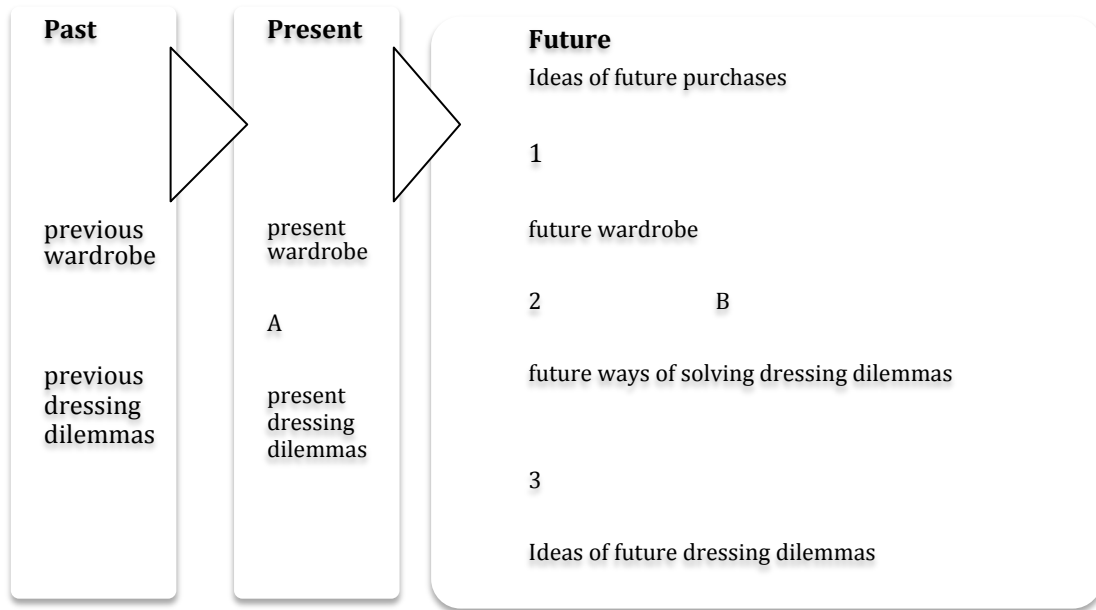 Past
previous
wardrobe
previous
dressing
dilemmas
Present
present
wardrobe
A
present
dressing
dilemmas
Future
Ideas of future purchases
1
future wardrobe
2 B
future ways of solving dressing dilemmas
3
Ideas of future dressing dilemmas